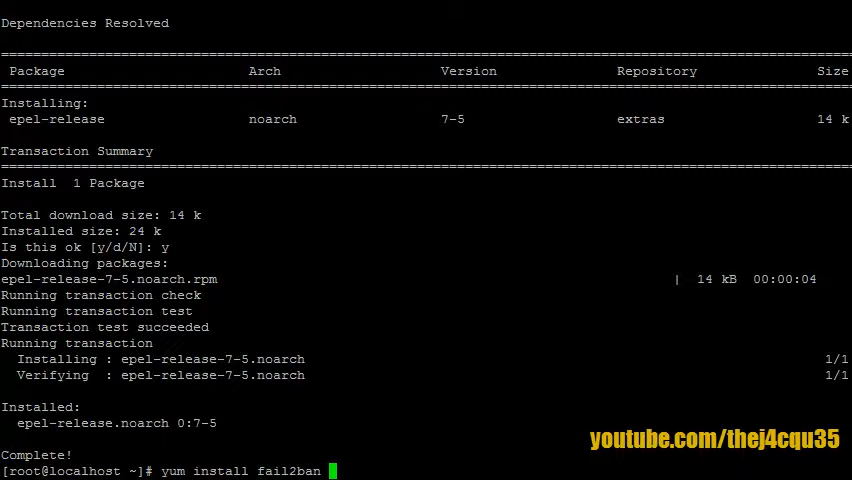 Dependencies Resolved
================================================================================
Package Arch Version Repository Size
================================================================================
Installing:
epel-release noarch 7-5 extras 14 k
Transaction Summary
================================================================================
Install 1 Package
Total download size: 14 k
Installed size: 24 k
Is this ok [y/d/N]: y
Downloading packages:
epel-release-7-5.noarch.rpm | 14 kB 00:00:04
Running transaction check
Running transaction test
Transaction test succeeded
Running transaction
Installing : epel-release-7-5.noarch 1/1
Verifying : epel-release-7-5.noarch 1/1
Installed:
epel-release.noarch 0:7-5
youtube.com/thej4cqu35
Complete!
[root@localhost ~]# yum install fail2ban